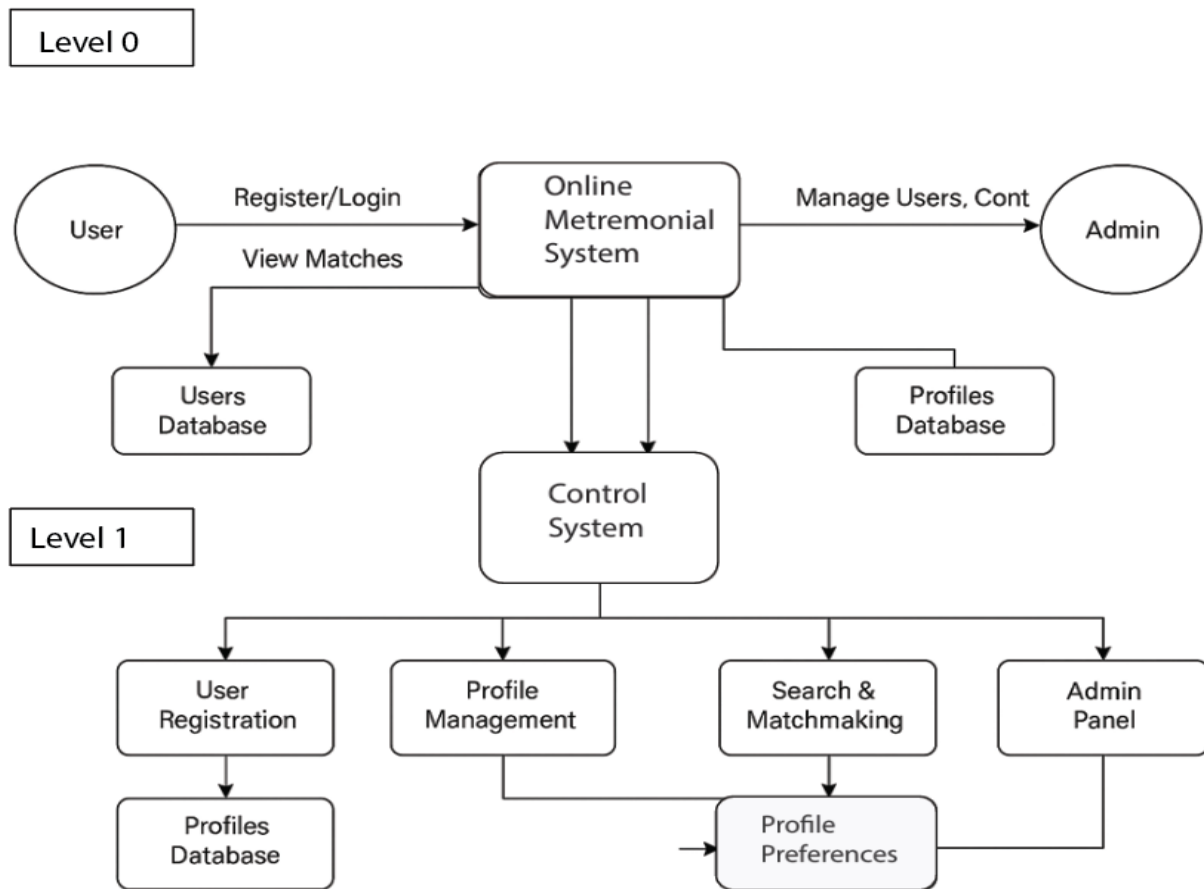 Level 0
User
Register/Login
View Matches
Online
Metremonial
System
Manage Users, Cont
Admin
Users
Database
Profiles
Database
Control
System
Level 1
User
Registration
Profile
Management
Search &
Matchmaking
Admin
Panel
Profiles
Database
Profile
Preferences